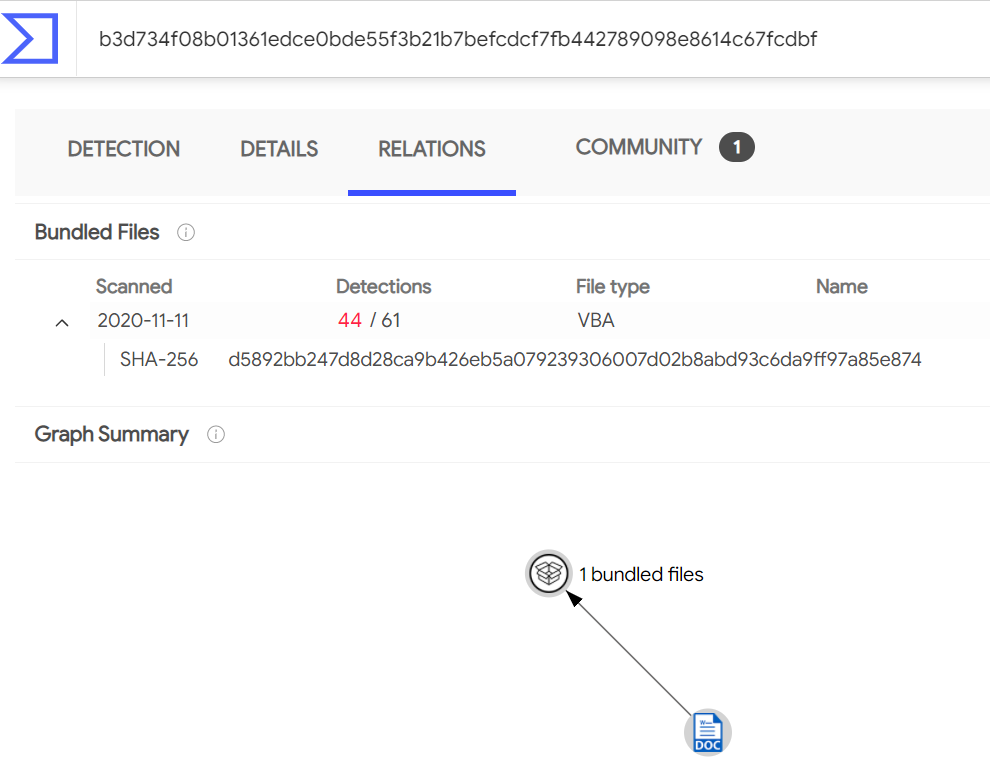 b3d734f08b01361edce0bde55f3b21b7befcdcf7fb442789098e8614c67fcdbf
DETECTION DETAILS RELATIONS COMMUNITY 1
Bundled Files
Scanned Detections File type Name
2020-11-11 44 / 61 VBA
SHA-256 d5892bb247d8d28ca9b426eb5a079239306007d02b8abd93c6da9ff97a85e874
Graph Summary
1 bundled files
W
DOC